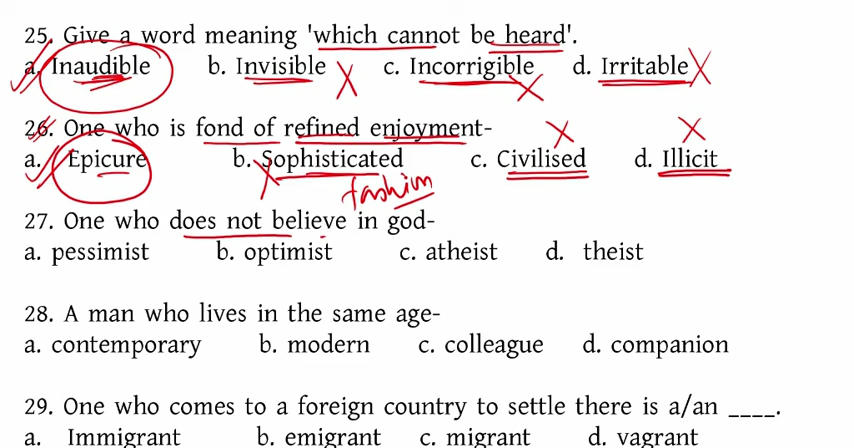 25. Give a word meaning 'which cannot be heard'.
a. Inaudible b. Invisible c. Incorrigible d. Irritable
26. One who is fond of refined enjoyment-
a. Epicure b. Sophisticated c. Civilised d. Illicit
fashion
27. One who does not believe in god-
a. pessimist b. optimist c. atheist d. theist
28. A man who lives in the same age-
a. contemporary b. modern c. colleague d. companion
29. One who comes to a foreign country to settle there is a/an ____.
a. Immigrant b. emigrant c. migrant d. vagrant